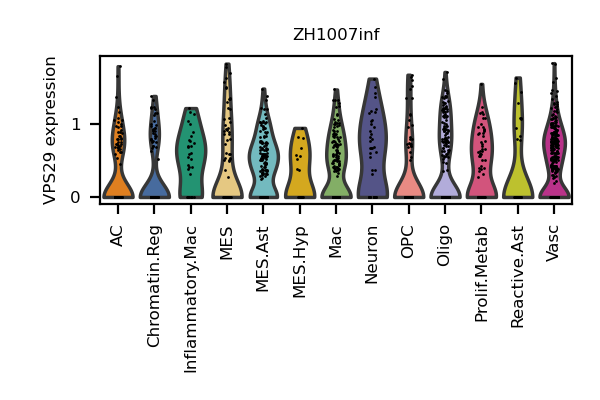 ZH1007inf
VPS29 expression
1
0
AC
Chromatin.Reg
Inflammatory.Mac
MES
MES.Ast
MES.Hyp
Mac
Neuron
OPC
Oligo
Prolif.Metab
Reactive.Ast
Vasc